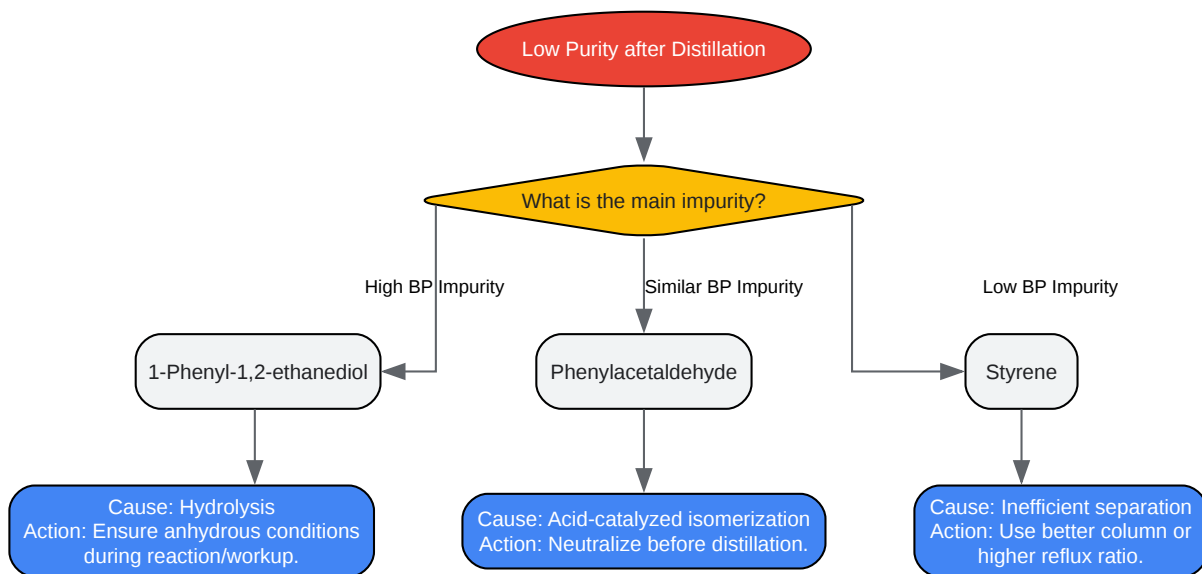 Low Purity after Distillation
What is the main impurity?
High BP Impurity
Similar BP Impurity
Low BP Impurity
1-Phenyl-1,2-ethanediol
Phenylacetaldehyde
Styrene
Cause: Hydrolysis
Action: Ensure anhydrous conditions
during reaction/workup.
Cause: Acid-catalyzed isomerization
Action: Neutralize before distillation.
Cause: Inefficient separation
Action: Use better column or
higher reflux ratio.